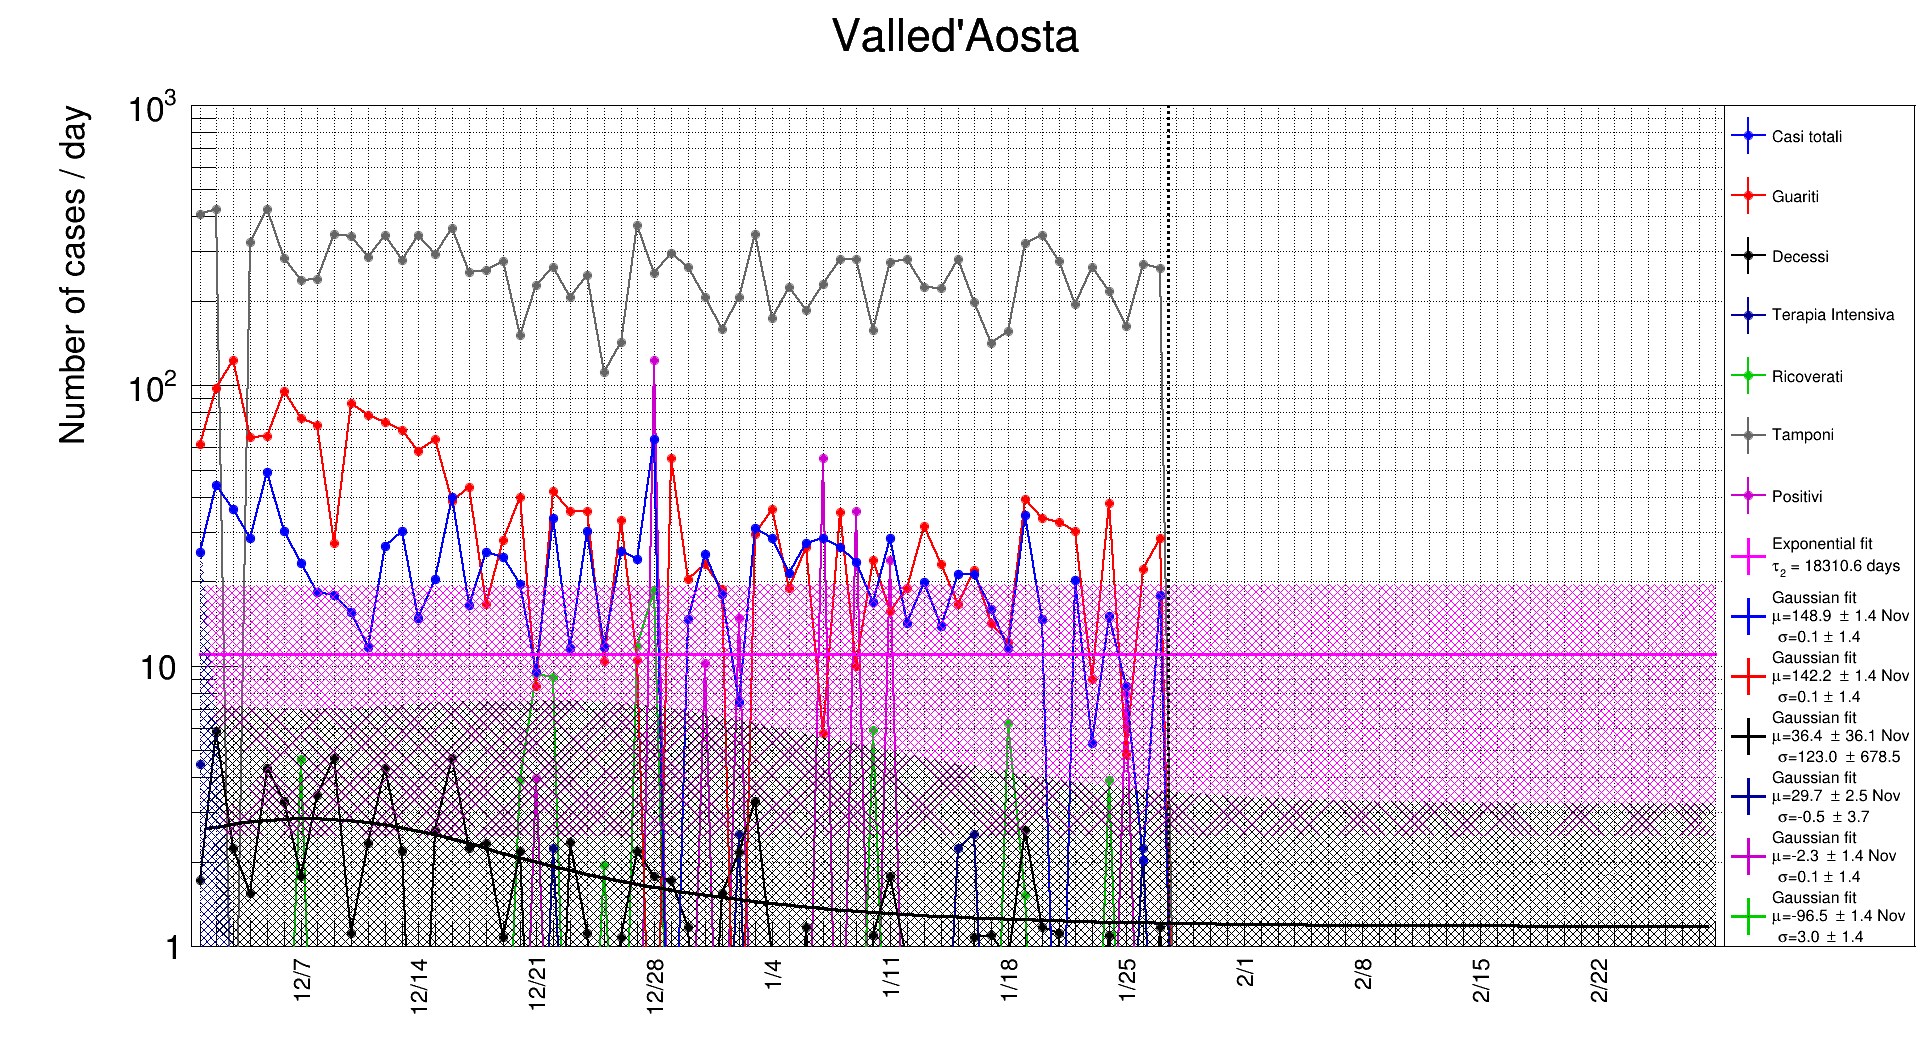 Valled'Aosta
Number of cases / day
10³
10²
10
1
12/7
12/14
12/21
12/28
1/4
1/11
1/18
1/25
2/1
2/8
2/15
2/22
Casi totali
Guariti
Decessi
Terapia Intensiva
Ricoverati
Tamponi
Positivi
Exponential fit
τ₂ = 18310.6 days
Gaussian fit
μ=148.9 ± 1.4 Nov
σ=0.1 ± 1.4
Gaussian fit
μ=142.2 ± 1.4 Nov
σ=0.1 ± 1.4
Gaussian fit
μ=36.4 ± 36.1 Nov
σ=123.0 ± 678.5
Gaussian fit
μ=29.7 ± 2.5 Nov
σ=-0.5 ± 3.7
Gaussian fit
μ=-2.3 ± 1.4 Nov
σ=0.1 ± 1.4
Gaussian fit
μ=-96.5 ± 1.4 Nov
σ=3.0 ± 1.4